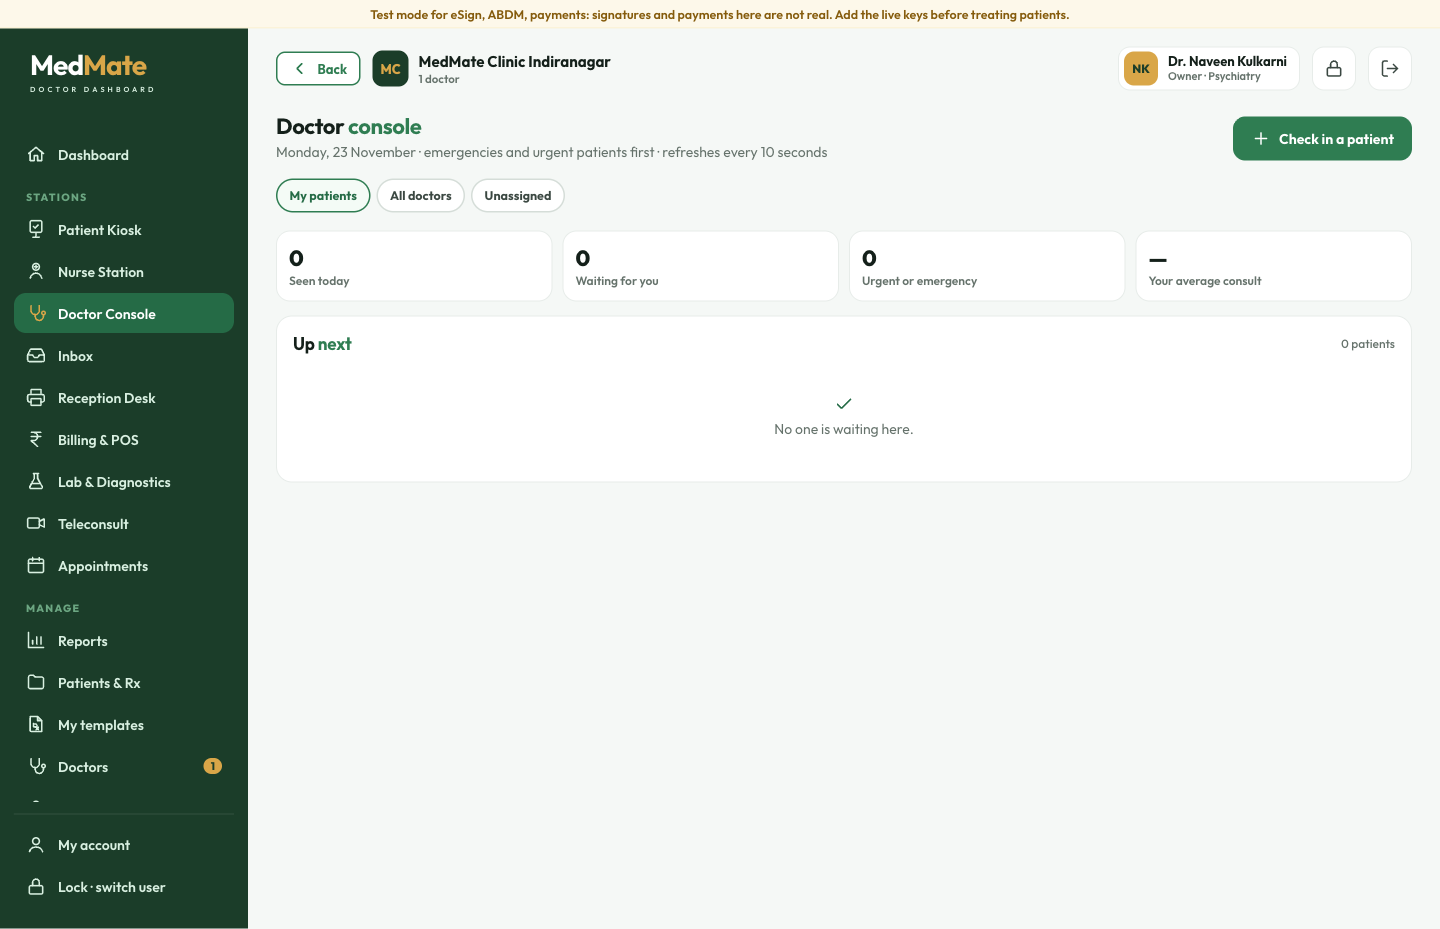 Test mode for eSign, ABDM, payments: signatures and payments here are not real. Add the live keys before treating patients.
MedMate
DOCTOR DASHBOARD
Dashboard
STATIONS
Patient Kiosk
Nurse Station
Doctor Console
Inbox
Reception Desk
Billing & POS
Lab & Diagnostics
Teleconsult
Appointments
MANAGE
Reports
Patients & Rx
My templates
Doctors 1
My account
Lock · switch user
Back
MC
MedMate Clinic Indiranagar
1 doctor
NK
Dr. Naveen Kulkarni
Owner · Psychiatry
Doctor console
Monday, 23 November · emergencies and urgent patients first · refreshes every 10 seconds
Check in a patient
My patients All doctors Unassigned
0
Seen today
0
Waiting for you
0
Urgent or emergency
—
Your average consult
Up next
0 patients
No one is waiting here.